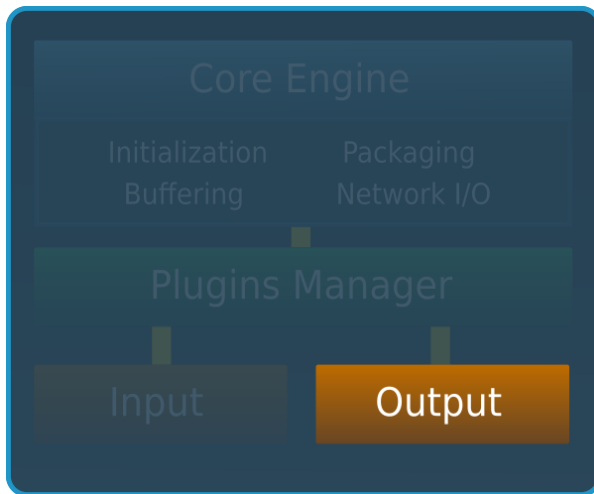 Core Engine
Initialization Packaging
Buffering Network I/O
Plugins Manager
Input Output